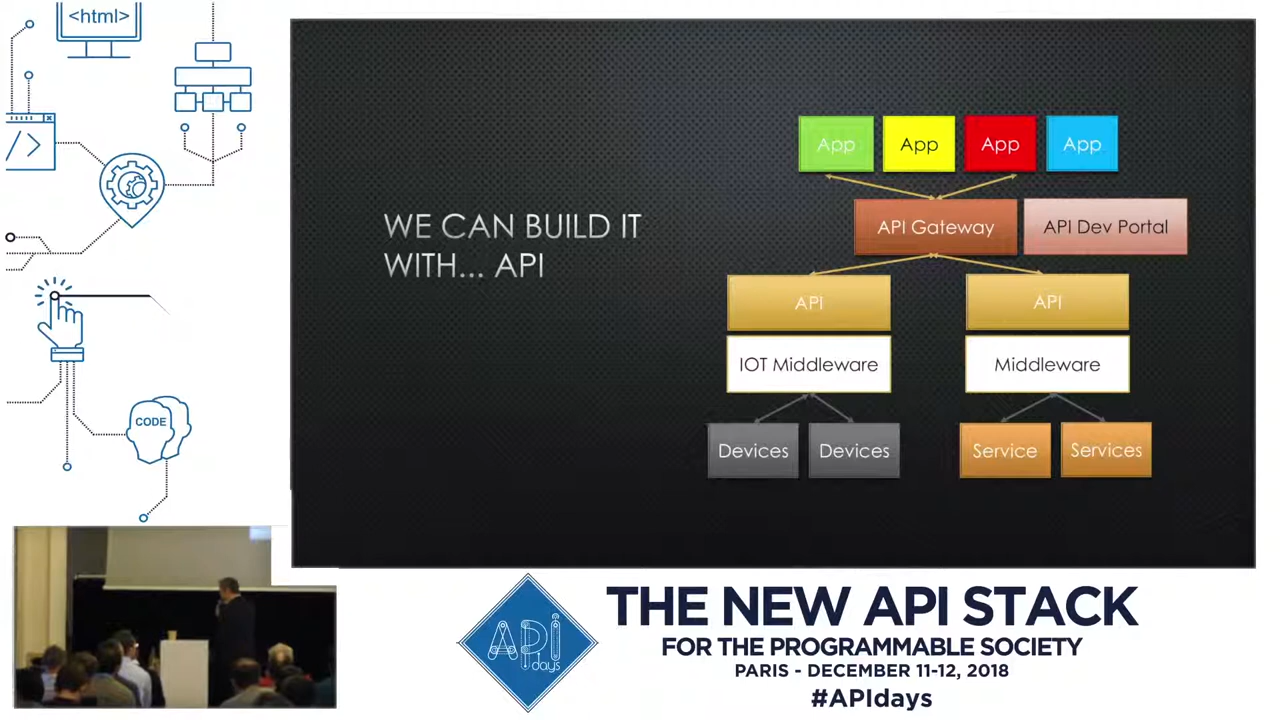 <html>
</>
CODE
WE CAN BUILD IT
WITH... API
App App App App
API Gateway API Dev Portal
API API
IOT Middleware Middleware
Devices Devices Service Services
API
days
THE NEW API STACK
FOR THE PROGRAMMABLE SOCIETY
PARIS - DECEMBER 11-12, 2018
#APIdays